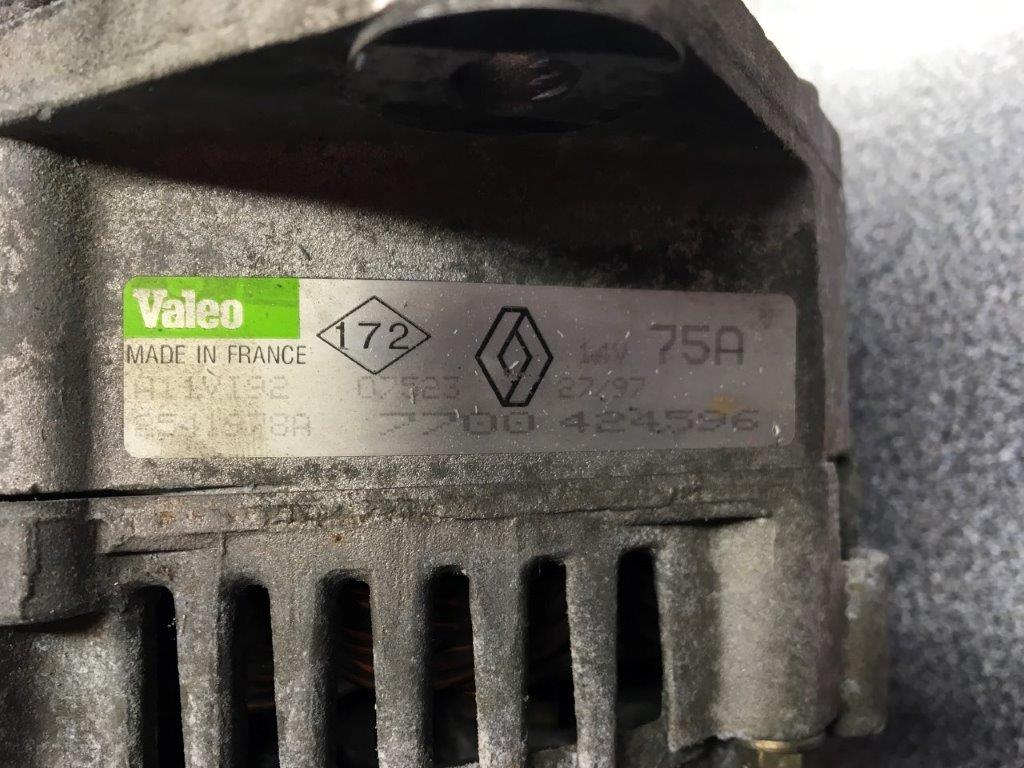 Valeo
MADE IN FRANCE
172
14V 75A
A11VI92 07523 27/97
7700 424596